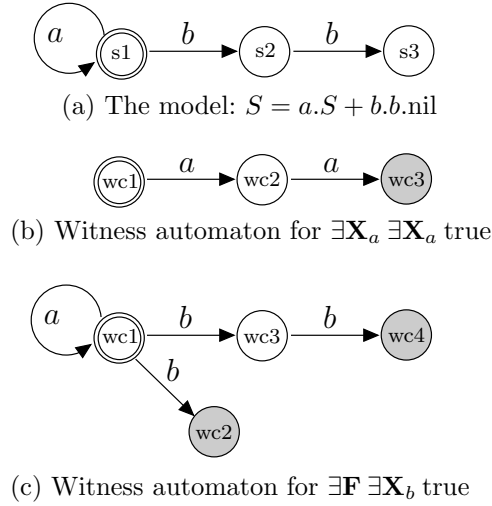 a b b
s1 s2 s3
(a) The model: S = a.S + b.b.nil
a a
wc1 wc2 wc3
(b) Witness automaton for ∃X_a ∃X_a true
a b b
wc1 wc3 wc4
b
wc2
(c) Witness automaton for ∃F ∃X_b true